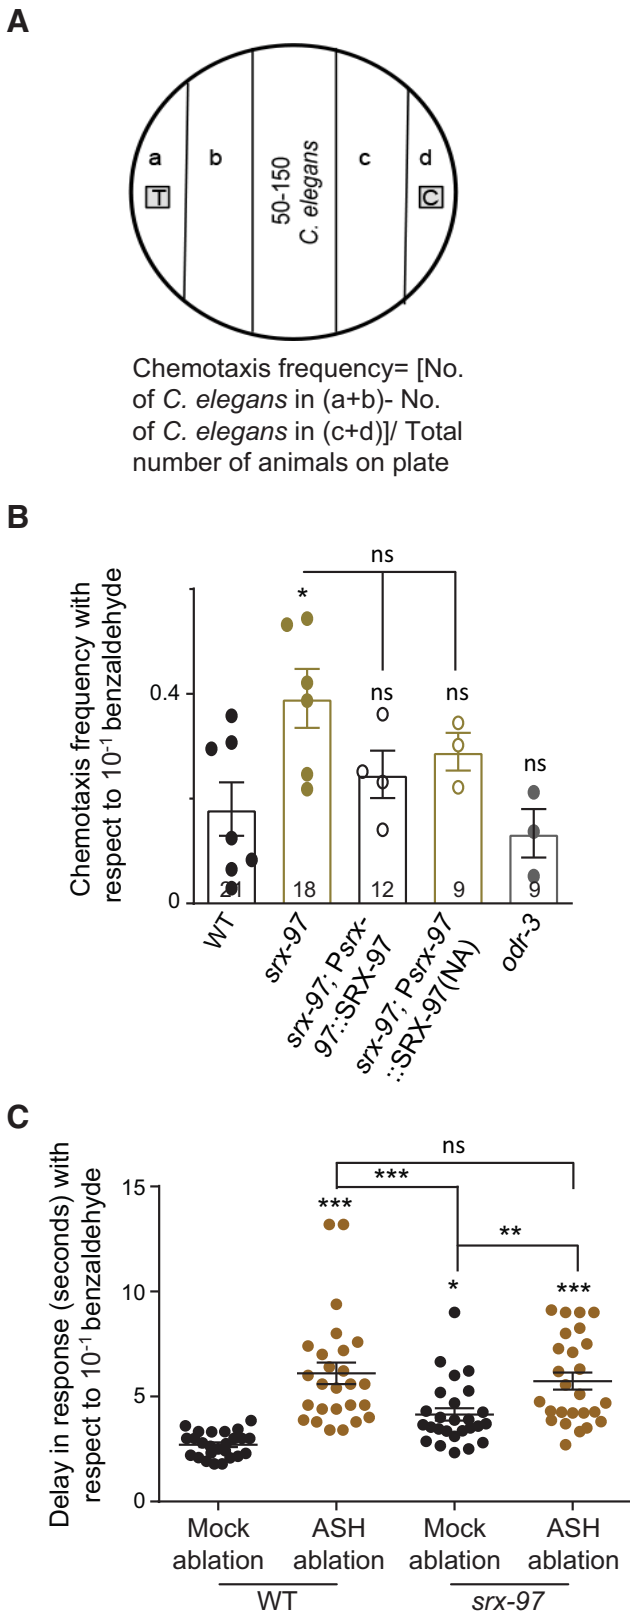 A
a
b
50-150
C. elegans
c
d
T
C
Chemotaxis frequency= [No.
of C. elegans in (a+b)- No.
of C. elegans in (c+d)]/ Total
number of animals on plate
B
Chemotaxis frequency with
respect to 10⁻¹ benzaldehyde
ns
*
ns
ns
ns
0.4
0
21
18
12
9
9
WT
srx-97
srx-97; Psrx-
97::SRX-97
srx-97; Psrx-97
::SRX-97(NA)
odr-3
C
Delay in response (seconds) with
respect to 10⁻¹ benzaldehyde
ns
***
***
**
*
***
15
10
5
0
Mock
ablation
ASH
ablation
Mock
ablation
ASH
ablation
WT
srx-97